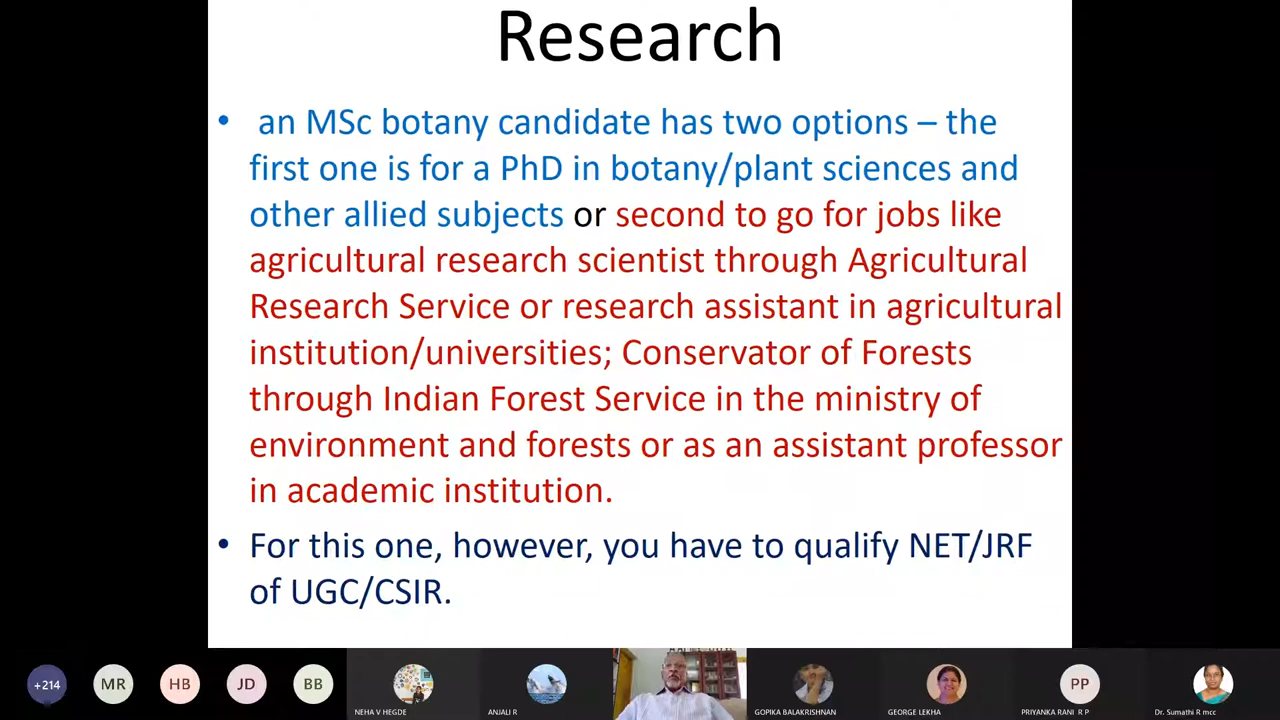 Research
• an MSc botany candidate has two options – the
first one is for a PhD in botany/plant sciences and
other allied subjects or second to go for jobs like
agricultural research scientist through Agricultural
Research Service or research assistant in agricultural
institution/universities; Conservator of Forests
through Indian Forest Service in the ministry of
environment and forests or as an assistant professor
in academic institution.
• For this one, however, you have to qualify NET/JRF
of UGC/CSIR.
+214 MR HB JD BB PP
NEHA V HEGDE ANJALI R GOPIKA BALAKRISHNAN GEORGE LEKHA PRIYANKA RANI R P Dr. Sumathi R mcc